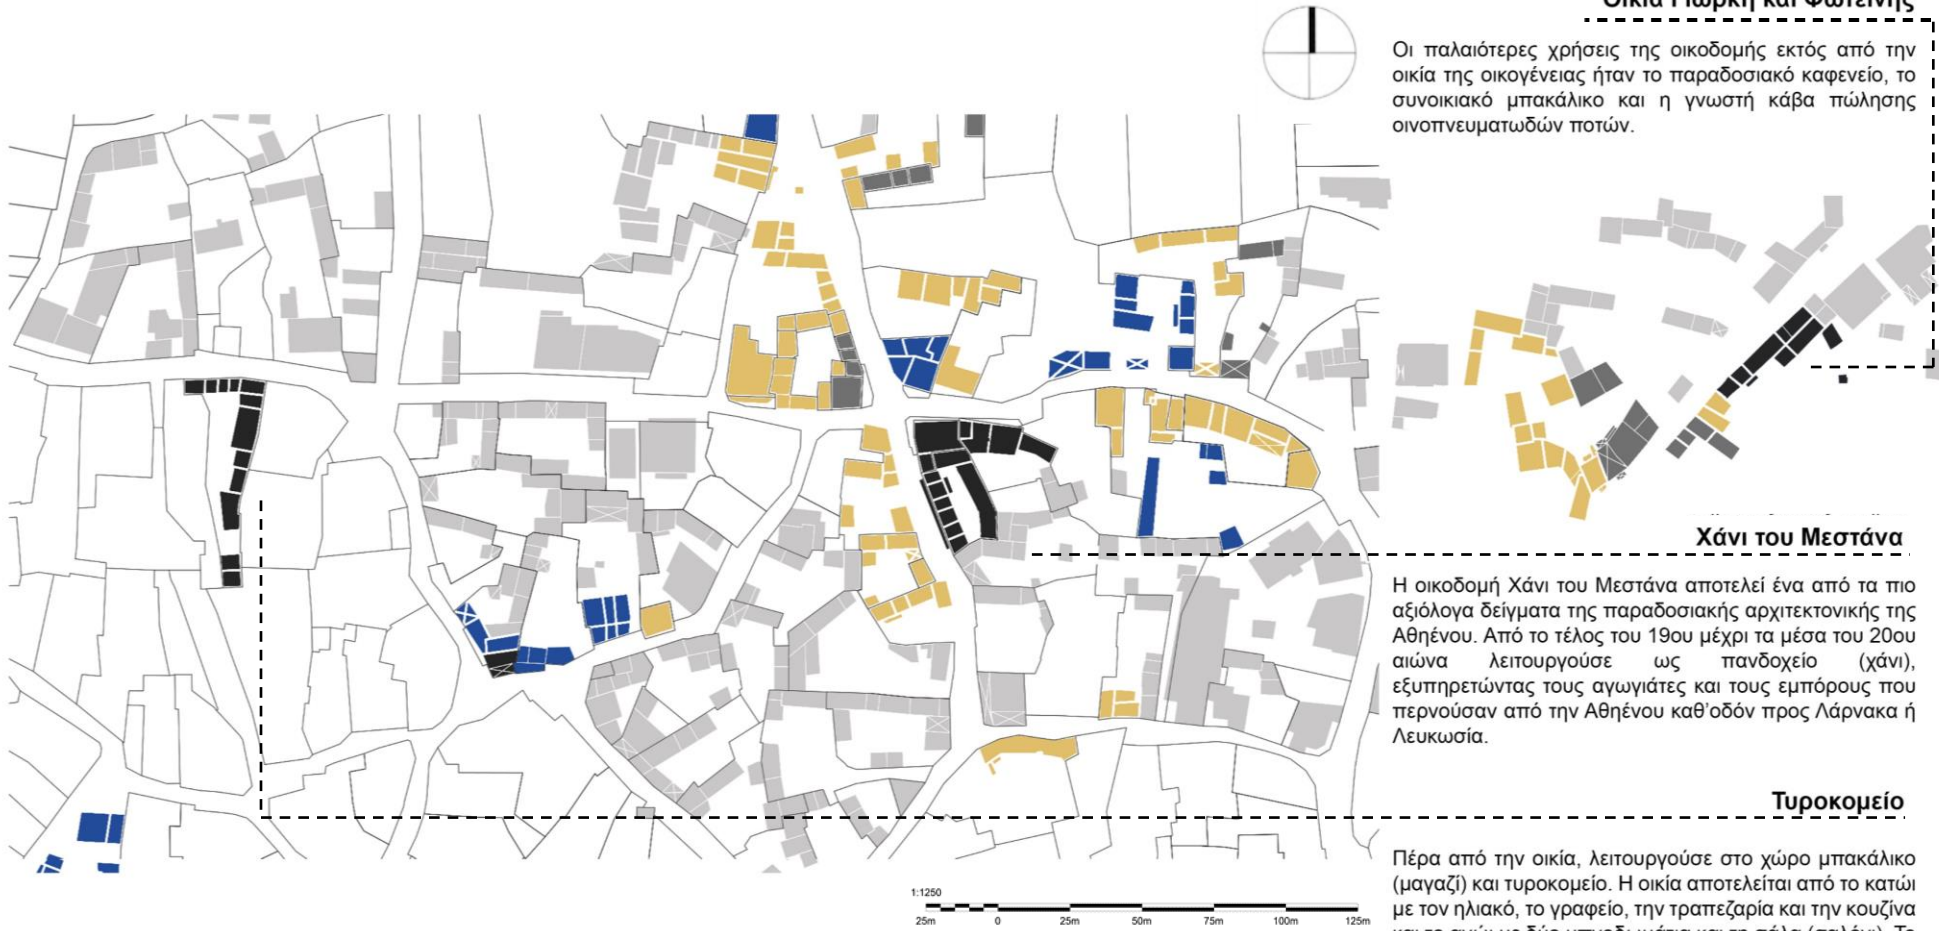 Οικία Γιωρκή και Φωτεινής
Οι παλαιότερες χρήσεις της οικοδομής εκτός από την
οικία της οικογένειας ήταν το παραδοσιακό καφενείο, το
συνοικιακό μπακάλικο και η γνωστή κάβα πώλησης
οινοπνευματωδών ποτών.
Χάνι του Μεστάνα
Η οικοδομή Χάνι του Μεστάνα αποτελεί ένα από τα πιο
αξιόλογα δείγματα της παραδοσιακής αρχιτεκτονικής της
Αθηένου. Από το τέλος του 19ου μέχρι τα μέσα του 20ου
αιώνα λειτουργούσε ως πανδοχείο (χάνι),
εξυπηρετώντας τους αγωγιάτες και τους εμπόρους που
περνούσαν από την Αθηένου καθ'οδόν προς Λάρνακα ή
Λευκωσία.
Τυροκομείο
Πέρα από την οικία, λειτουργούσε στο χώρο μπακάλικο
(μαγαζί) και τυροκομείο. Η οικία αποτελείται από το κατώι
με τον ηλιακό, το γραφείο, την τραπεζαρία και την κουζίνα
1:1250
25m 0 25m 50m 75m 100m 125m